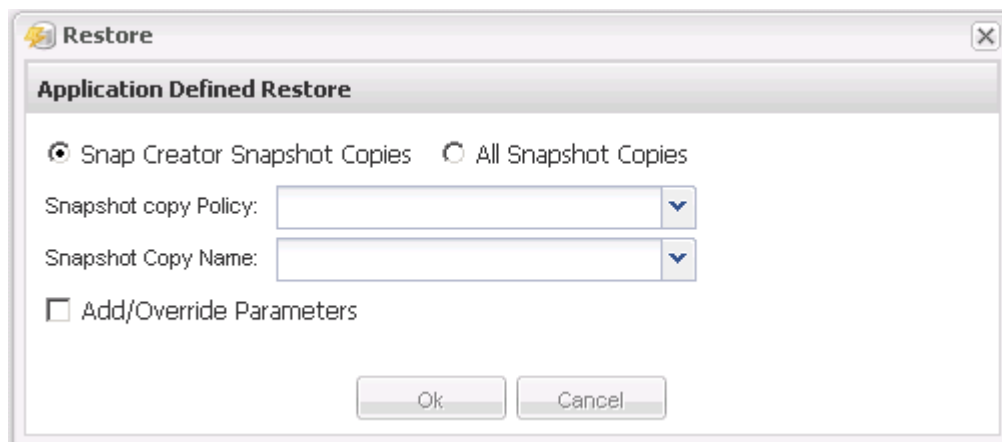 Restore
Application Defined Restore
Snap Creator Snapshot Copies All Snapshot Copies
Snapshot copy Policy:
Snapshot Copy Name:
Add/Override Parameters
Ok Cancel